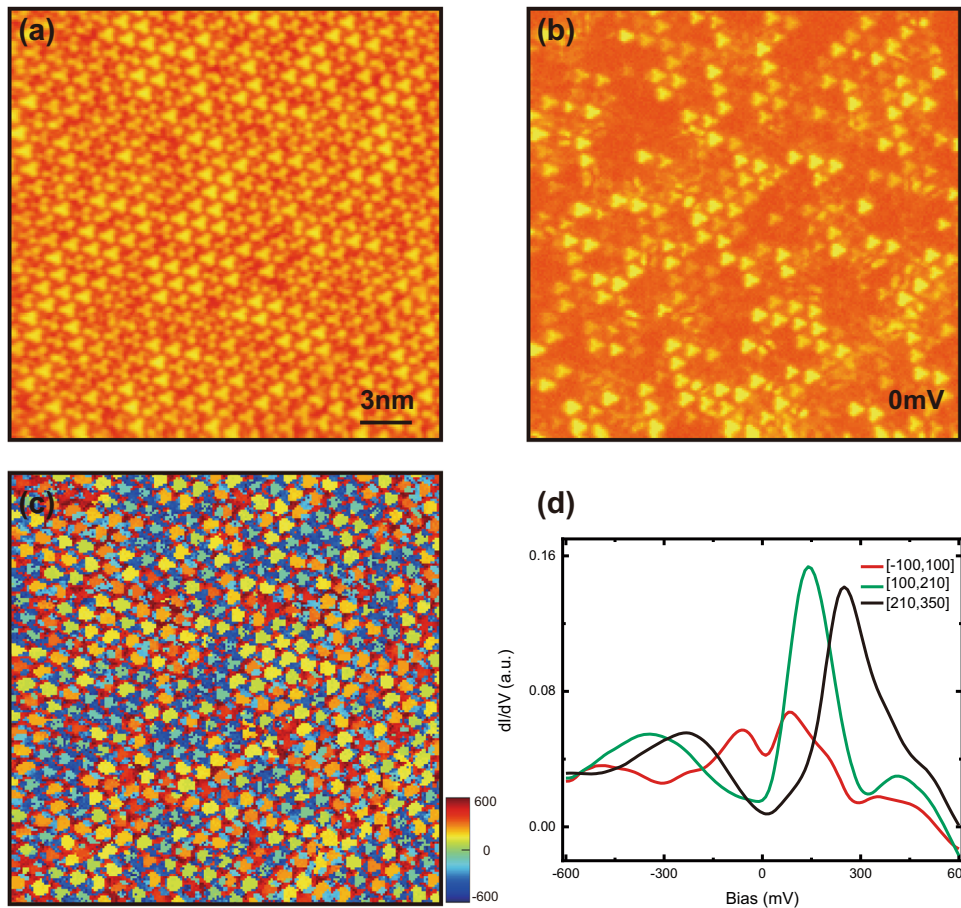 (a)
(b)
3nm
0mV
(c)
(d)
600
0
-600
dI/dV (a.u.)
0.16
0.08
0.00
[-100,100]
[100,210]
[210,350]
-600
-300
0
300
60
Bias (mV)